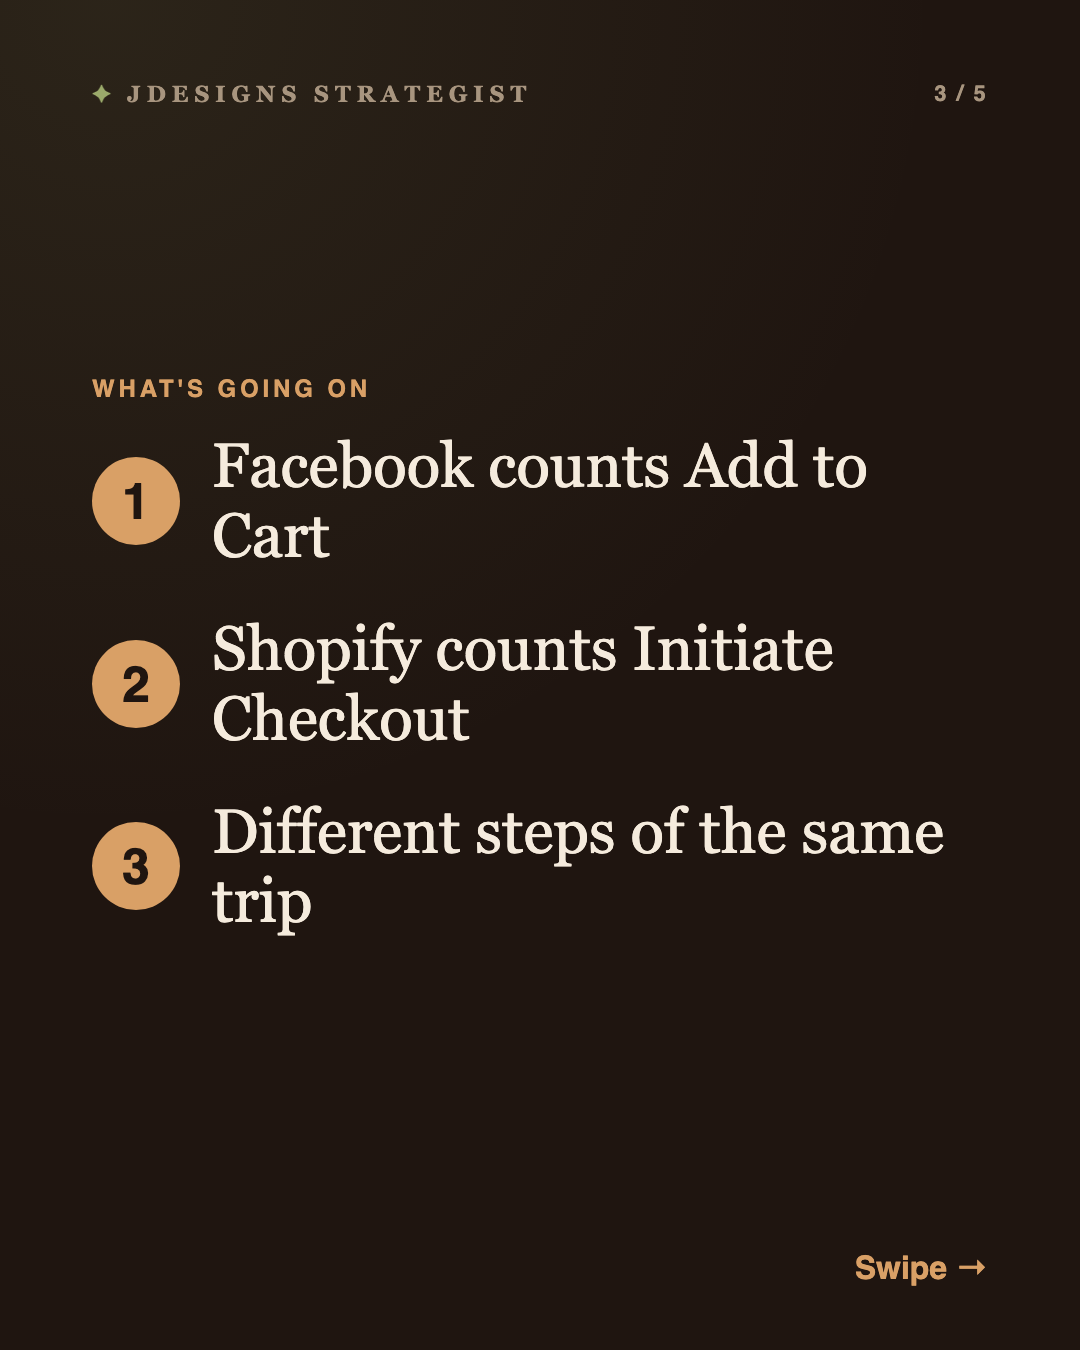 ✦ JDESIGNS STRATEGIST
3 / 5
WHAT'S GOING ON
1
Facebook counts Add to
Cart
2
Shopify counts Initiate
Checkout
3
Different steps of the same
trip
Swipe →